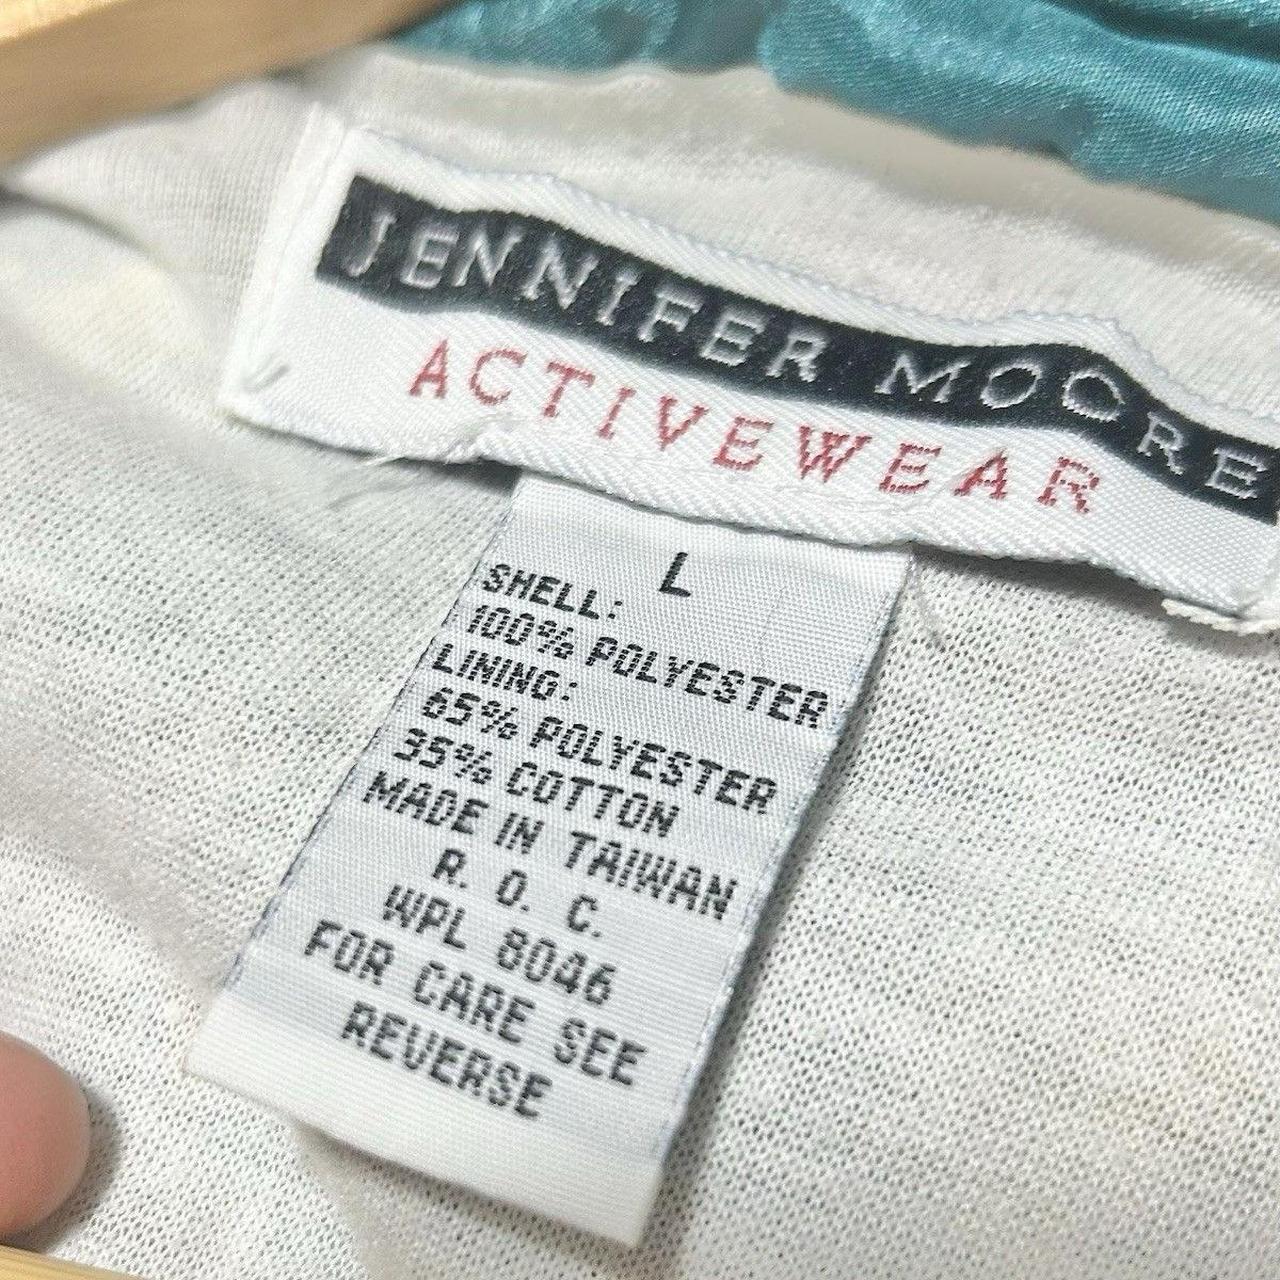 JENNIFER MOORE
ACTIVEWEAR
L
SHELL:
100% POLYESTER
LINING:
65% POLYESTER
35% COTTON
MADE IN TAIWAN
R. O. C.
WPL 8046
FOR CARE SEE
REVERSE